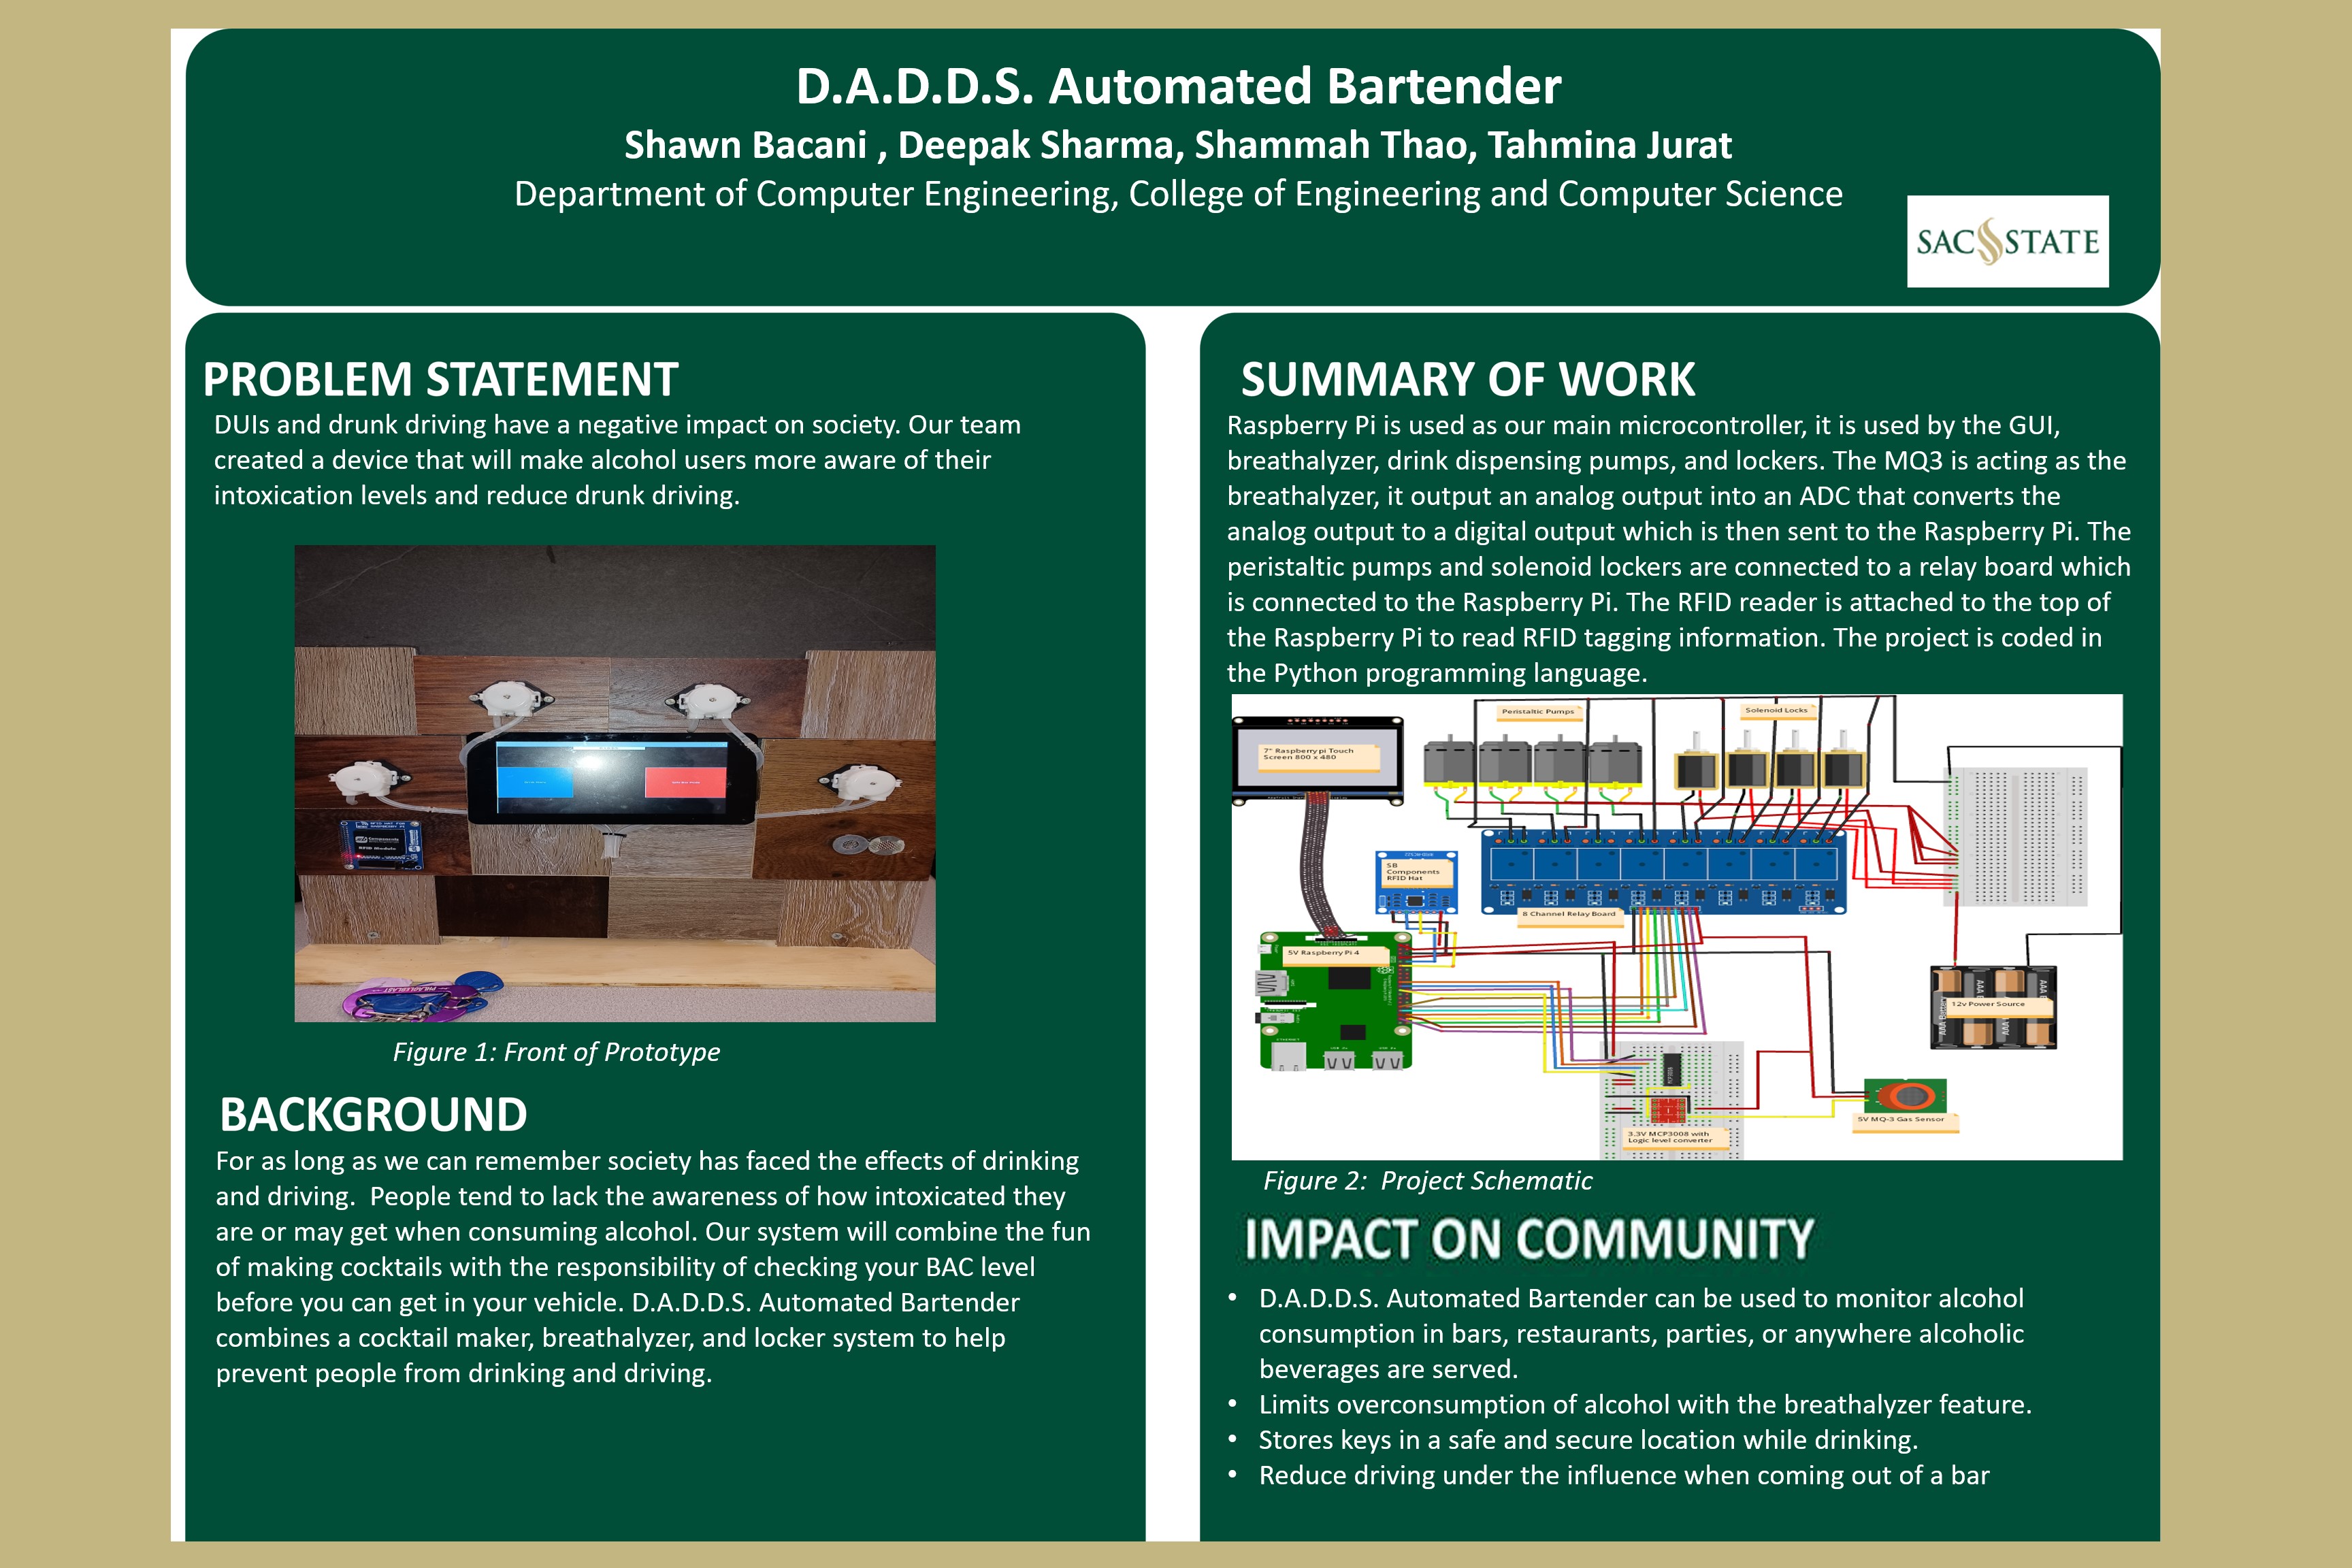 D.A.D.D.S. Automated Bartender
Shawn Bacani , Deepak Sharma, Shammah Thao, Tahmina Jurat
Department of Computer Engineering, College of Engineering and Computer Science
SAC STATE
PROBLEM STATEMENT
DUIs and drunk driving have a negative impact on society. Our team
created a device that will make alcohol users more aware of their
intoxication levels and reduce drunk driving.
RFID Module
Figure 1: Front of Prototype
BACKGROUND
For as long as we can remember society has faced the effects of drinking
and driving.  People tend to lack the awareness of how intoxicated they
are or may get when consuming alcohol. Our system will combine the fun
of making cocktails with the responsibility of checking your BAC level
before you can get in your vehicle. D.A.D.D.S. Automated Bartender
combines a cocktail maker, breathalyzer, and locker system to help
prevent people from drinking and driving.
SUMMARY OF WORK
Raspberry Pi is used as our main microcontroller, it is used by the GUI,
breathalyzer, drink dispensing pumps, and lockers. The MQ3 is acting as the
breathalyzer, it output an analog output into an ADC that converts the
analog output to a digital output which is then sent to the Raspberry Pi. The
peristaltic pumps and solenoid lockers are connected to a relay board which
is connected to the Raspberry Pi. The RFID reader is attached to the top of
the Raspberry Pi to read RFID tagging information. The project is coded in
the Python programming language.
Peristaltic Pumps
Solenoid Locks
7" Raspberry pi Touch
Screen 800 x 480
SB
Components
RFID Hat
8 Channel Relay Board
5V Raspberry Pi 4
AAA Battery
AAA
12v Power Source
MCP3008
3.3V MCP3008 with
Logic level converter
5V MQ-3 Gas Sensor
Figure 2:  Project Schematic
IMPACT ON COMMUNITY
• D.A.D.D.S. Automated Bartender can be used to monitor alcohol
consumption in bars, restaurants, parties, or anywhere alcoholic
beverages are served.
• Limits overconsumption of alcohol with the breathalyzer feature.
• Stores keys in a safe and secure location while drinking.
• Reduce driving under the influence when coming out of a bar